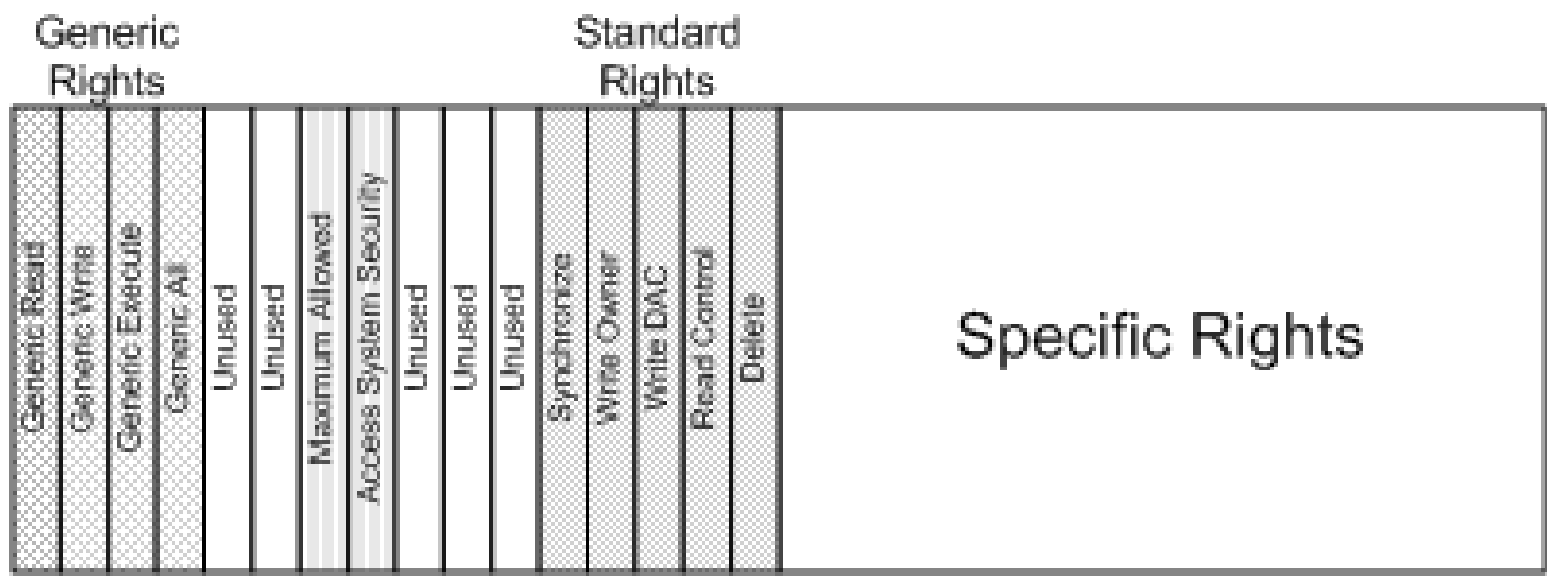 Generic
Rights
Standard
Rights
Generic Read
Generic Write
Generic Execute
Generic All
Unused
Unused
Maximum Allowed
Access System Security
Unused
Unused
Unused
Synchronize
Write Owner
Write DAC
Read Control
Delete
Specific Rights